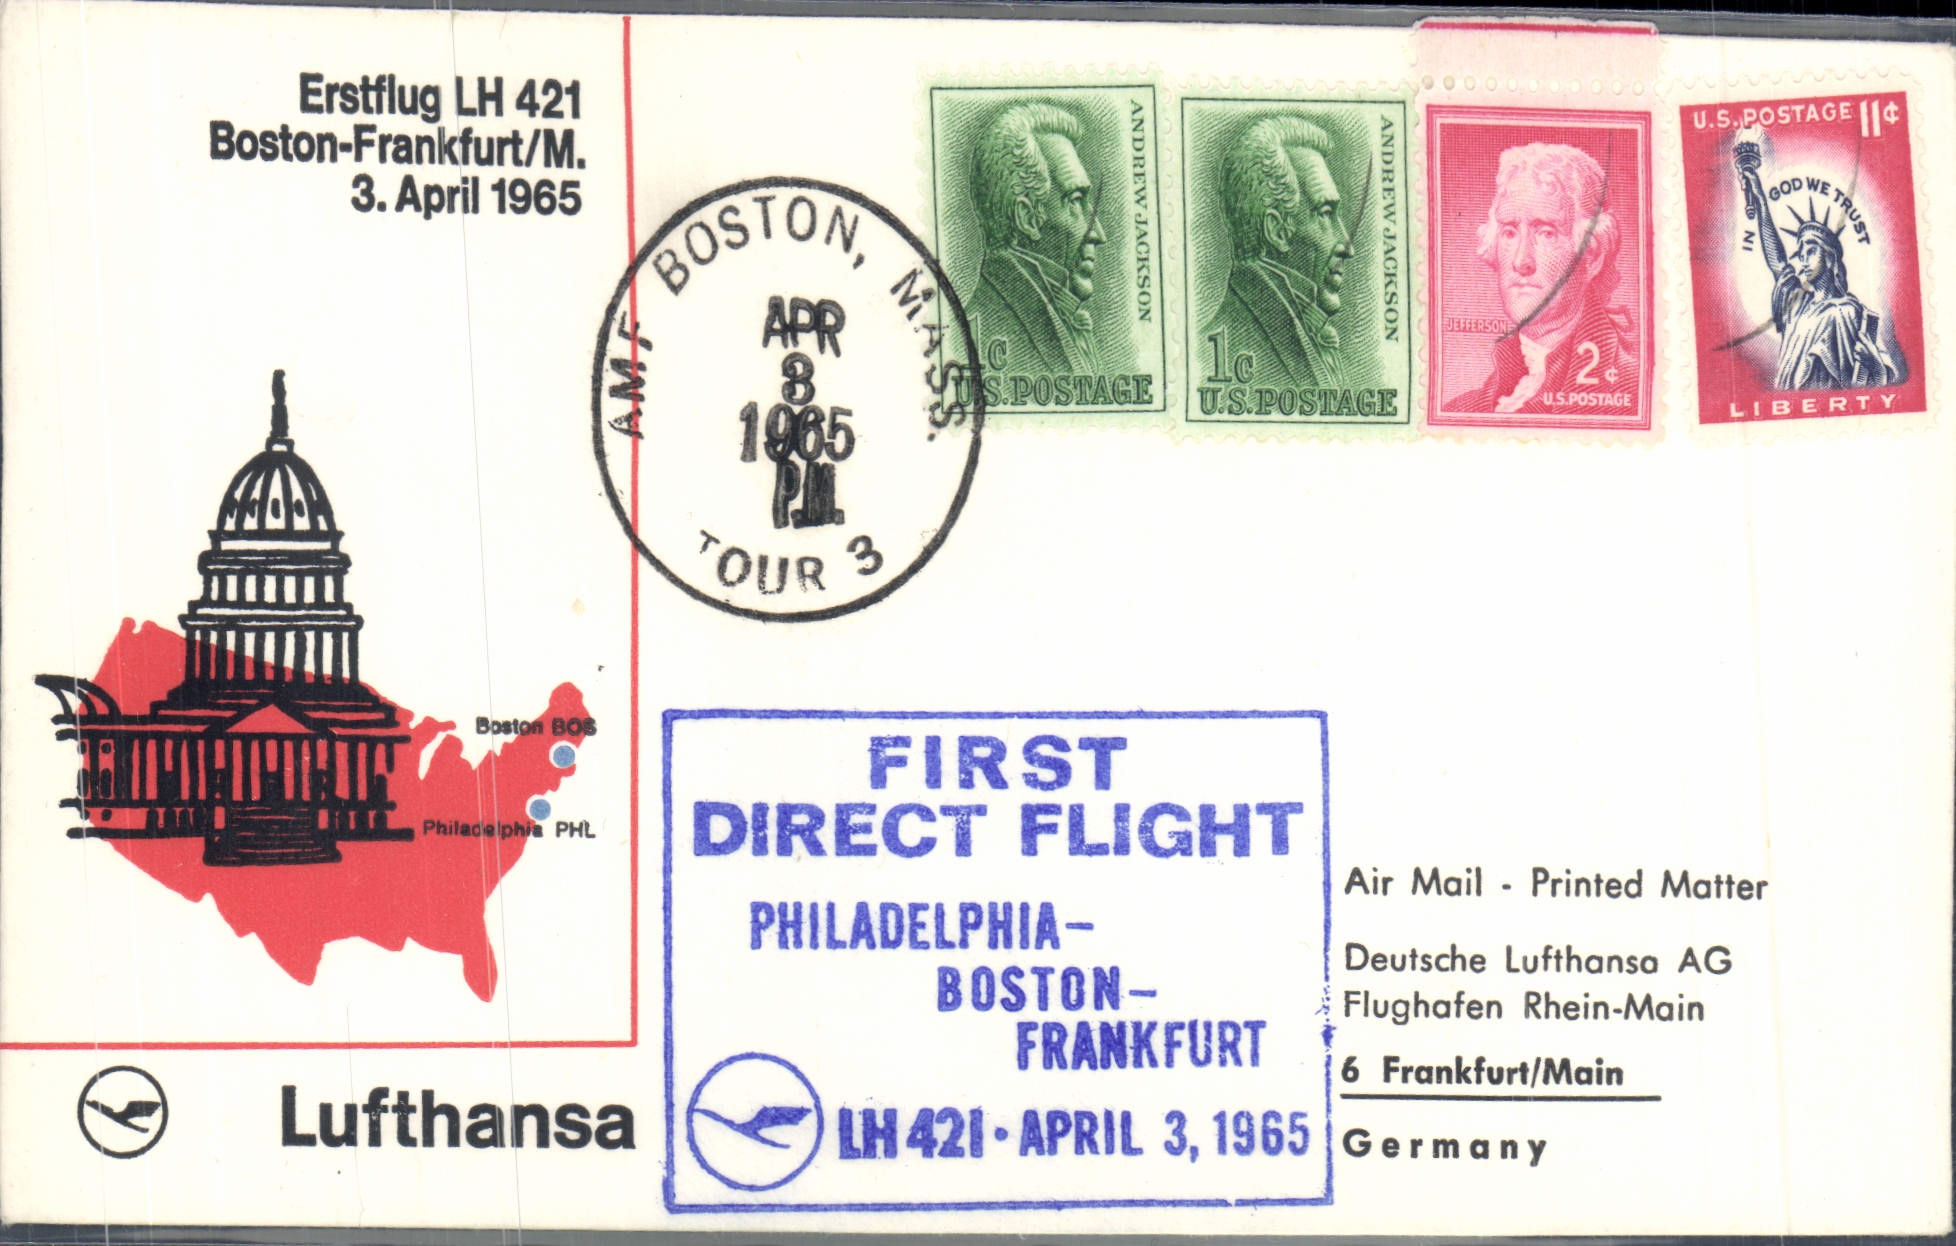 Erstflug LH 421
Boston-Frankfurt/M.
3. April 1965
AMF BOSTON, MASS.
APR
3
1965
P.M.
TOUR 3
ANDREW JACKSON
1c
U.S.POSTAGE
ANDREW JACKSON
1c
U.S.POSTAGE
JEFFERSON
2¢
U.S.POSTAGE
U.S. POSTAGE 11¢
IN GOD WE TRUST
LIBERTY
Boston BOS
Philadelphia PHL
Lufthansa
FIRST
DIRECT FLIGHT
PHILADELPHIA–
BOSTON–
FRANKFURT
LH 421 • APRIL 3, 1965
Air Mail - Printed Matter
Deutsche Lufthansa AG
Flughafen Rhein-Main
6 Frankfurt/Main
Germany